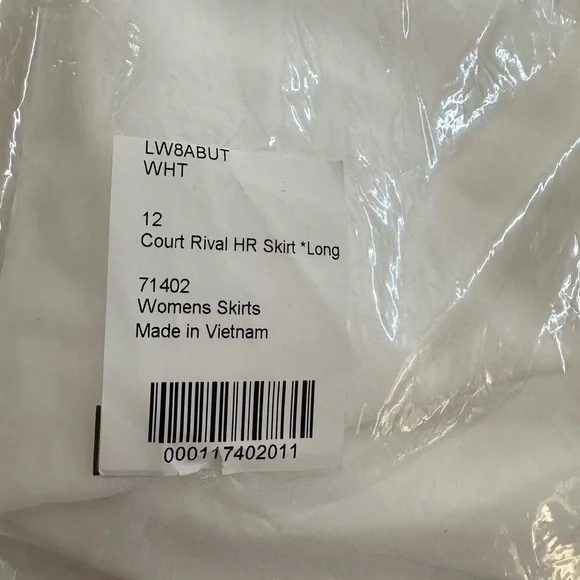 LW8ABUT
WHT
12
Court Rival HR Skirt *Long
71402
Womens Skirts
Made in Vietnam
000117402011